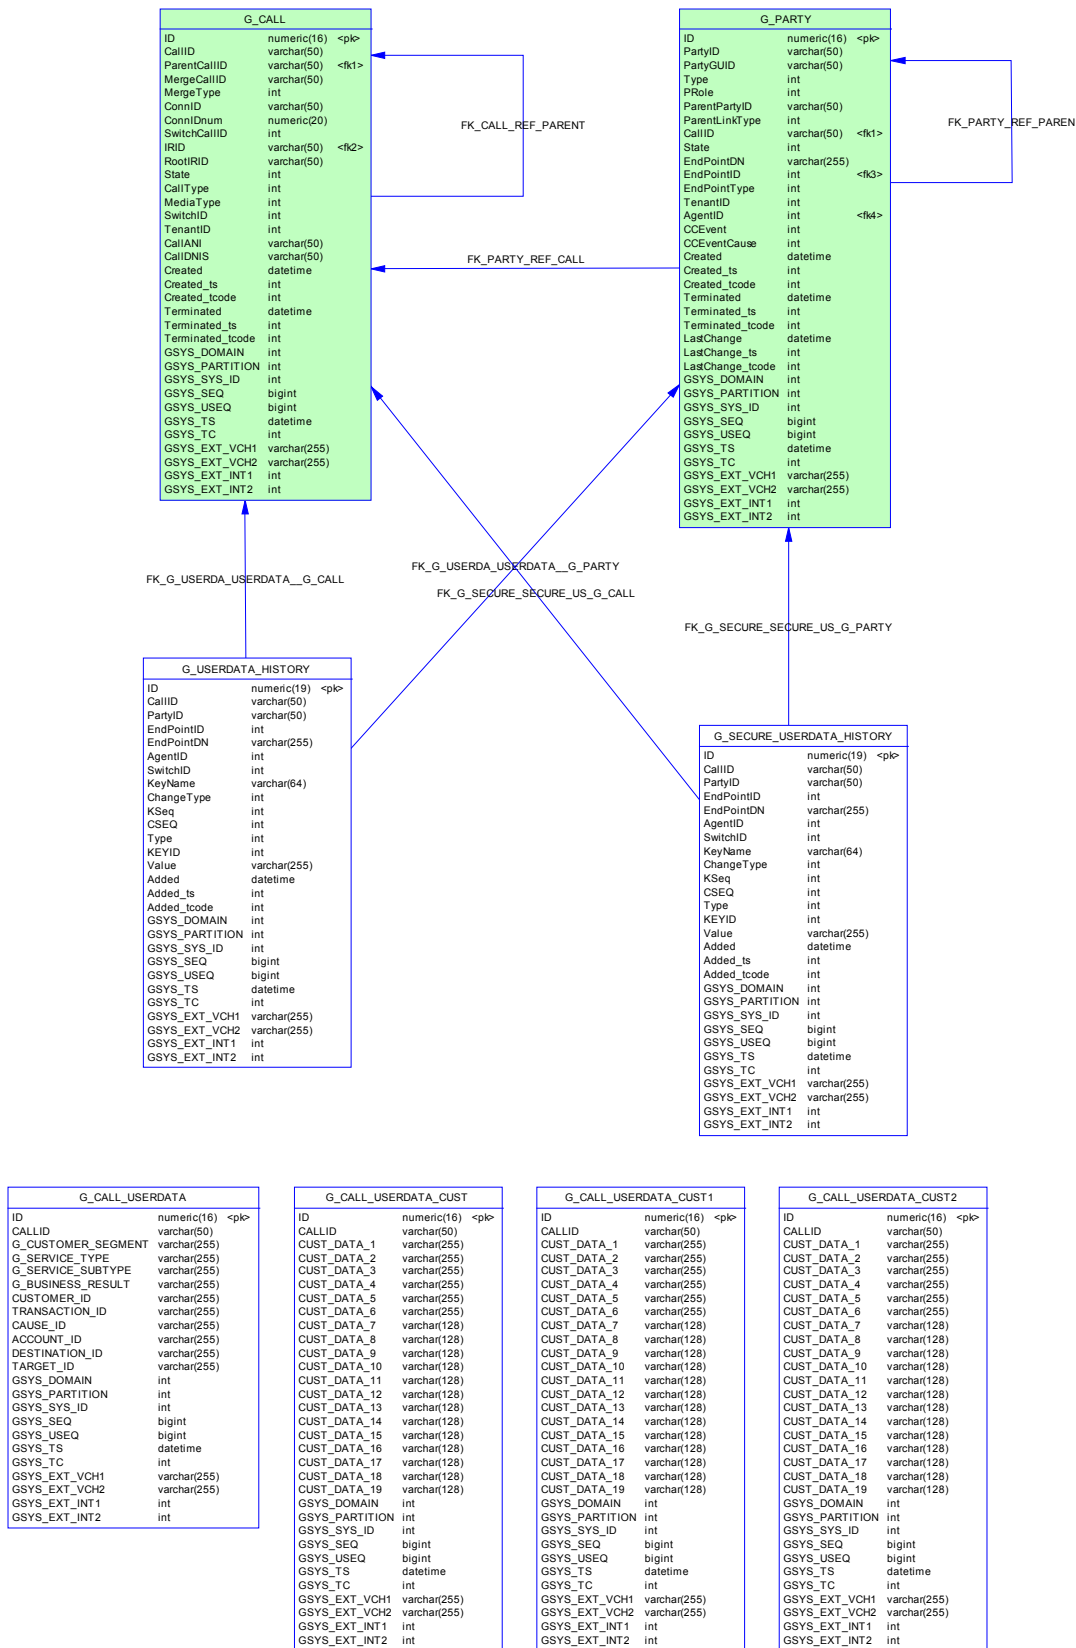 G_CALL
ID numeric(16) <pk>
CallID varchar(50)
ParentCallID varchar(50) <fk1>
MergeCallID varchar(50)
MergeType int
ConnID varchar(50)
ConnIDnum numeric(20)
SwitchCallID int
IRID varchar(50) <fk2>
RootIRID varchar(50)
State int
CallType int
MediaType int
SwitchID int
TenantID int
CallANI varchar(50)
CallDNIS varchar(50)
Created datetime
Created_ts int
Created_tcode int
Terminated datetime
Terminated_ts int
Terminated_tcode int
GSYS_DOMAIN int
GSYS_PARTITION int
GSYS_SYS_ID int
GSYS_SEQ bigint
GSYS_USEQ bigint
GSYS_TS datetime
GSYS_TC int
GSYS_EXT_VCH1 varchar(255)
GSYS_EXT_VCH2 varchar(255)
GSYS_EXT_INT1 int
GSYS_EXT_INT2 int
FK_CALL_REF_PARENT
FK_PARTY_REF_CALL
G_PARTY
ID numeric(16) <pk>
PartyID varchar(50)
PartyGUID varchar(50)
Type int
PRole int
ParentPartyID varchar(50)
ParentLinkType int
CallID varchar(50) <fk1>
State int
EndPointDN varchar(255)
EndPointID int <fk3>
EndPointType int
TenantID int
AgentID int <fk4>
CCEvent int
CCEventCause int
Created datetime
Created_ts int
Created_tcode int
Terminated datetime
Terminated_ts int
Terminated_tcode int
LastChange datetime
LastChange_ts int
LastChange_tcode int
GSYS_DOMAIN int
GSYS_PARTITION int
GSYS_SYS_ID int
GSYS_SEQ bigint
GSYS_USEQ bigint
GSYS_TS datetime
GSYS_TC int
GSYS_EXT_VCH1 varchar(255)
GSYS_EXT_VCH2 varchar(255)
GSYS_EXT_INT1 int
GSYS_EXT_INT2 int
FK_PARTY_REF_PAREN
FK_G_USERDA_USERDATA__G_CALL
FK_G_USERDA_USERDATA__G_PARTY
FK_G_SECURE_SECURE_US_G_CALL
FK_G_SECURE_SECURE_US_G_PARTY
G_USERDATA_HISTORY
ID numeric(19) <pk>
CallID varchar(50)
PartyID varchar(50)
EndPointID int
EndPointDN varchar(255)
AgentID int
SwitchID int
KeyName varchar(64)
ChangeType int
KSeq int
CSEQ int
Type int
KEYID int
Value varchar(255)
Added datetime
Added_ts int
Added_tcode int
GSYS_DOMAIN int
GSYS_PARTITION int
GSYS_SYS_ID int
GSYS_SEQ bigint
GSYS_USEQ bigint
GSYS_TS datetime
GSYS_TC int
GSYS_EXT_VCH1 varchar(255)
GSYS_EXT_VCH2 varchar(255)
GSYS_EXT_INT1 int
GSYS_EXT_INT2 int
G_SECURE_USERDATA_HISTORY
ID numeric(19) <pk>
CallID varchar(50)
PartyID varchar(50)
EndPointID int
EndPointDN varchar(255)
AgentID int
SwitchID int
KeyName varchar(64)
ChangeType int
KSeq int
CSEQ int
Type int
KEYID int
Value varchar(255)
Added datetime
Added_ts int
Added_tcode int
GSYS_DOMAIN int
GSYS_PARTITION int
GSYS_SYS_ID int
GSYS_SEQ bigint
GSYS_USEQ bigint
GSYS_TS datetime
GSYS_TC int
GSYS_EXT_VCH1 varchar(255)
GSYS_EXT_VCH2 varchar(255)
GSYS_EXT_INT1 int
GSYS_EXT_INT2 int
G_CALL_USERDATA
ID numeric(16) <pk>
CALLID varchar(50)
G_CUSTOMER_SEGMENT varchar(255)
G_SERVICE_TYPE varchar(255)
G_SERVICE_SUBTYPE varchar(255)
G_BUSINESS_RESULT varchar(255)
CUSTOMER_ID varchar(255)
TRANSACTION_ID varchar(255)
CAUSE_ID varchar(255)
ACCOUNT_ID varchar(255)
DESTINATION_ID varchar(255)
TARGET_ID varchar(255)
GSYS_DOMAIN int
GSYS_PARTITION int
GSYS_SYS_ID int
GSYS_SEQ bigint
GSYS_USEQ bigint
GSYS_TS datetime
GSYS_TC int
GSYS_EXT_VCH1 varchar(255)
GSYS_EXT_VCH2 varchar(255)
GSYS_EXT_INT1 int
GSYS_EXT_INT2 int
G_CALL_USERDATA_CUST
ID numeric(16) <pk>
CALLID varchar(50)
CUST_DATA_1 varchar(255)
CUST_DATA_2 varchar(255)
CUST_DATA_3 varchar(255)
CUST_DATA_4 varchar(255)
CUST_DATA_5 varchar(255)
CUST_DATA_6 varchar(255)
CUST_DATA_7 varchar(128)
CUST_DATA_8 varchar(128)
CUST_DATA_9 varchar(128)
CUST_DATA_10 varchar(128)
CUST_DATA_11 varchar(128)
CUST_DATA_12 varchar(128)
CUST_DATA_13 varchar(128)
CUST_DATA_14 varchar(128)
CUST_DATA_15 varchar(128)
CUST_DATA_16 varchar(128)
CUST_DATA_17 varchar(128)
CUST_DATA_18 varchar(128)
CUST_DATA_19 varchar(128)
GSYS_DOMAIN int
GSYS_PARTITION int
GSYS_SYS_ID int
GSYS_SEQ bigint
GSYS_USEQ bigint
GSYS_TS datetime
GSYS_TC int
GSYS_EXT_VCH1 varchar(255)
GSYS_EXT_VCH2 varchar(255)
GSYS_EXT_INT1 int
GSYS_EXT_INT2 int
G_CALL_USERDATA_CUST1
ID numeric(16) <pk>
CALLID varchar(50)
CUST_DATA_1 varchar(255)
CUST_DATA_2 varchar(255)
CUST_DATA_3 varchar(255)
CUST_DATA_4 varchar(255)
CUST_DATA_5 varchar(255)
CUST_DATA_6 varchar(255)
CUST_DATA_7 varchar(128)
CUST_DATA_8 varchar(128)
CUST_DATA_9 varchar(128)
CUST_DATA_10 varchar(128)
CUST_DATA_11 varchar(128)
CUST_DATA_12 varchar(128)
CUST_DATA_13 varchar(128)
CUST_DATA_14 varchar(128)
CUST_DATA_15 varchar(128)
CUST_DATA_16 varchar(128)
CUST_DATA_17 varchar(128)
CUST_DATA_18 varchar(128)
CUST_DATA_19 varchar(128)
GSYS_DOMAIN int
GSYS_PARTITION int
GSYS_SYS_ID int
GSYS_SEQ bigint
GSYS_USEQ bigint
GSYS_TS datetime
GSYS_TC int
GSYS_EXT_VCH1 varchar(255)
GSYS_EXT_VCH2 varchar(255)
GSYS_EXT_INT1 int
GSYS_EXT_INT2 int
G_CALL_USERDATA_CUST2
ID numeric(16) <pk>
CALLID varchar(50)
CUST_DATA_1 varchar(255)
CUST_DATA_2 varchar(255)
CUST_DATA_3 varchar(255)
CUST_DATA_4 varchar(255)
CUST_DATA_5 varchar(255)
CUST_DATA_6 varchar(255)
CUST_DATA_7 varchar(128)
CUST_DATA_8 varchar(128)
CUST_DATA_9 varchar(128)
CUST_DATA_10 varchar(128)
CUST_DATA_11 varchar(128)
CUST_DATA_12 varchar(128)
CUST_DATA_13 varchar(128)
CUST_DATA_14 varchar(128)
CUST_DATA_15 varchar(128)
CUST_DATA_16 varchar(128)
CUST_DATA_17 varchar(128)
CUST_DATA_18 varchar(128)
CUST_DATA_19 varchar(128)
GSYS_DOMAIN int
GSYS_PARTITION int
GSYS_SYS_ID int
GSYS_SEQ bigint
GSYS_USEQ bigint
GSYS_TS datetime
GSYS_TC int
GSYS_EXT_VCH1 varchar(255)
GSYS_EXT_VCH2 varchar(255)
GSYS_EXT_INT1 int
GSYS_EXT_INT2 int